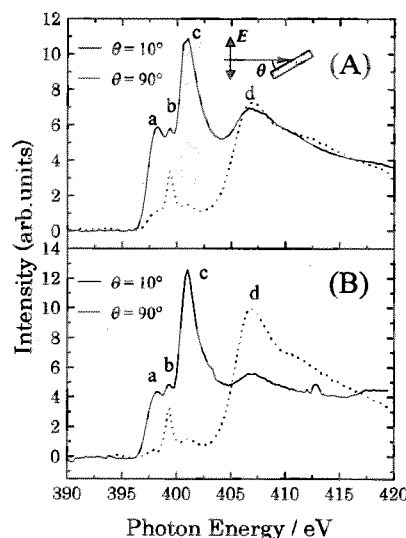 12
10
8
6
4
2
0
14
12
10
8
6
4
2
0
Intensity (arb.units)
θ = 10°
θ = 90°
a
b
c
d
E
θ
(A)
θ = 10°
θ = 90°
a
b
c
d
(B)
390 395 400 405 410 415 420
Photon Energy / eV